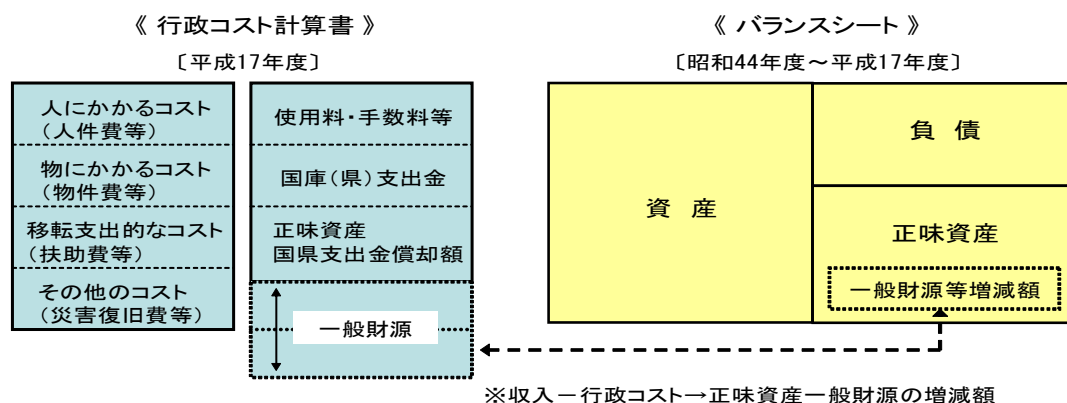 《 行政コスト計算書 》
〔平成17年度〕
人にかかるコスト
（人件費等）
物にかかるコスト
（物件費等）
移転支出的なコスト
（扶助費等）
その他のコスト
（災害復旧費等）
使用料・手数料等
国庫（県）支出金
正味資産
国県支出金償却額
一般財源
《 バランスシート 》
〔昭和44年度～平成17年度〕
資 産
負 債
正味資産
一般財源等増減額
※収入－行政コスト→正味資産一般財源の増減額